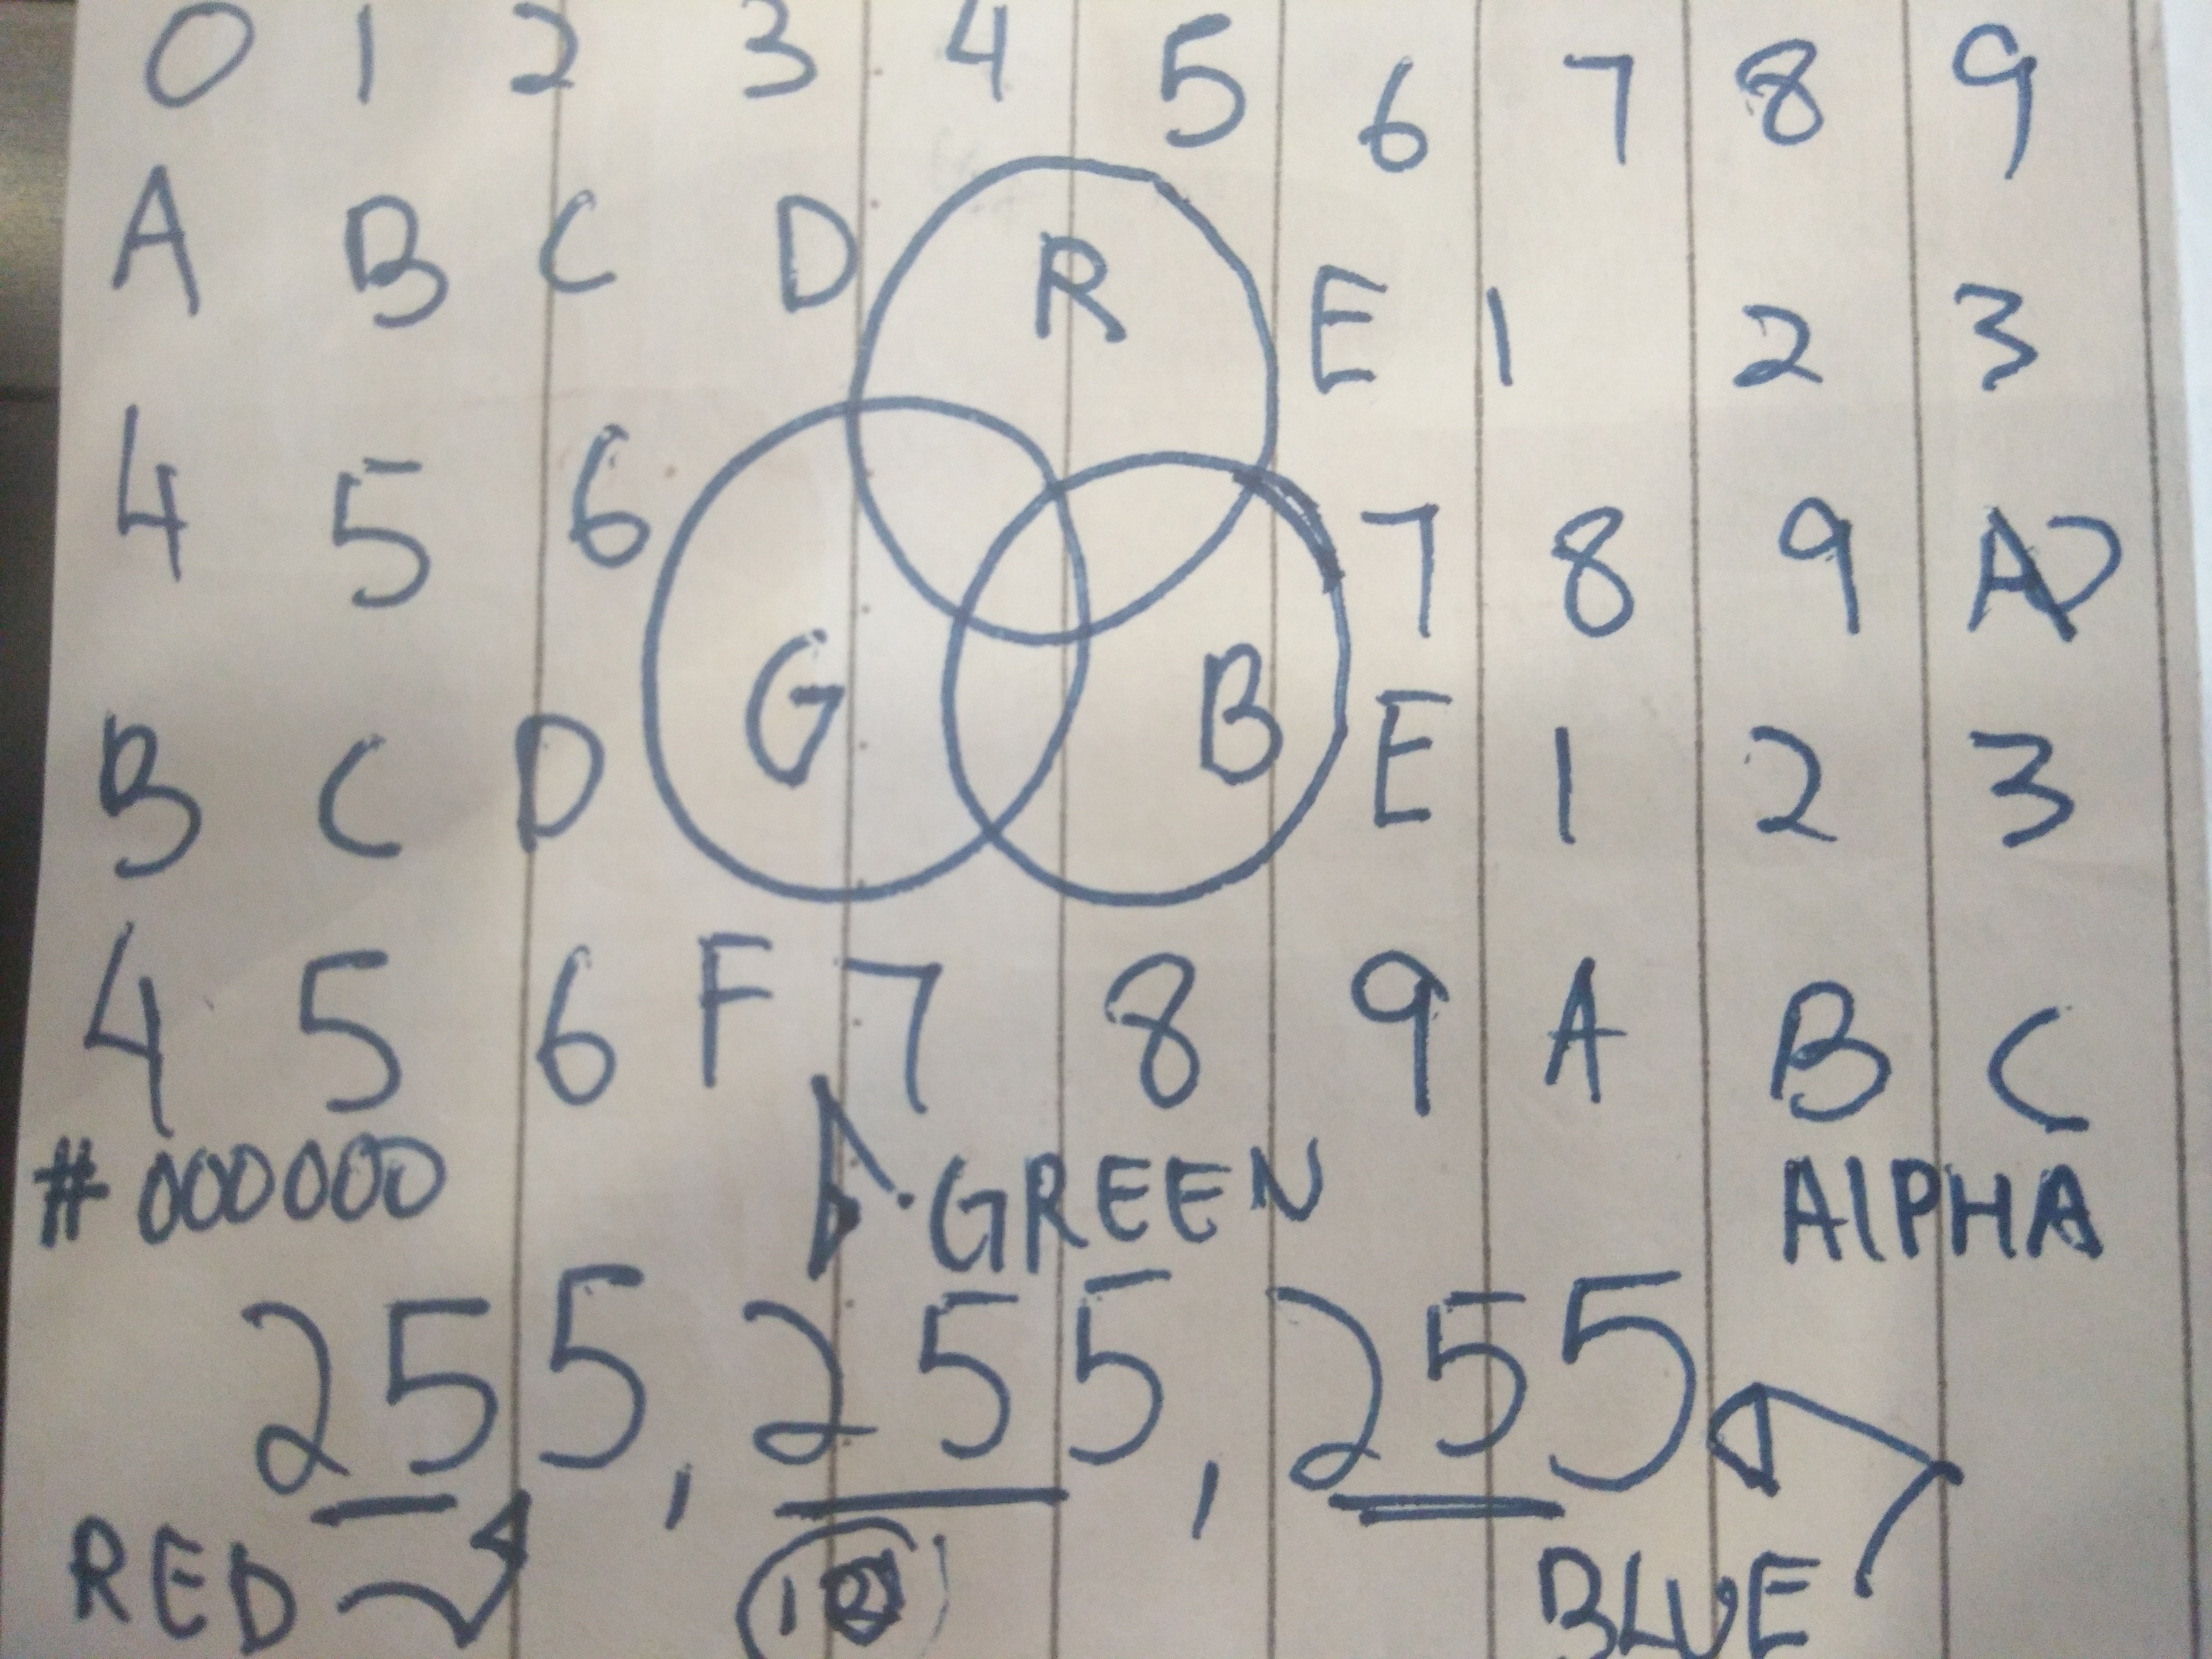 0 1 2 3 4 5 6 7 8 9
A B C D R E 1 2 3
4 5 6 7 8 9 A
G B
B C D E 1 2 3
4 5 6 F 7 8 9 A B C
#000000 GREEN AlPHA
255, 255, 255
RED BLUE